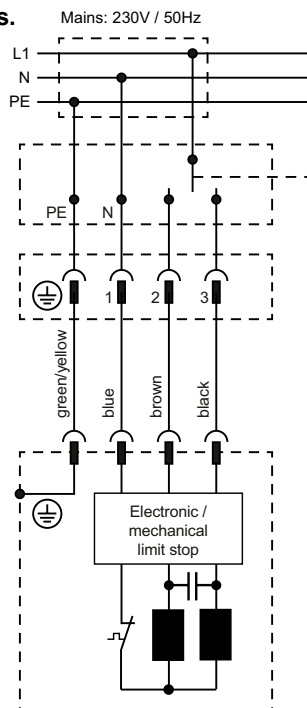 s.
Mains: 230V / 50Hz
L1
N
PE
PE
N
1
2
3
green/yellow
blue
brown
black
Electronic /
mechanical
limit stop